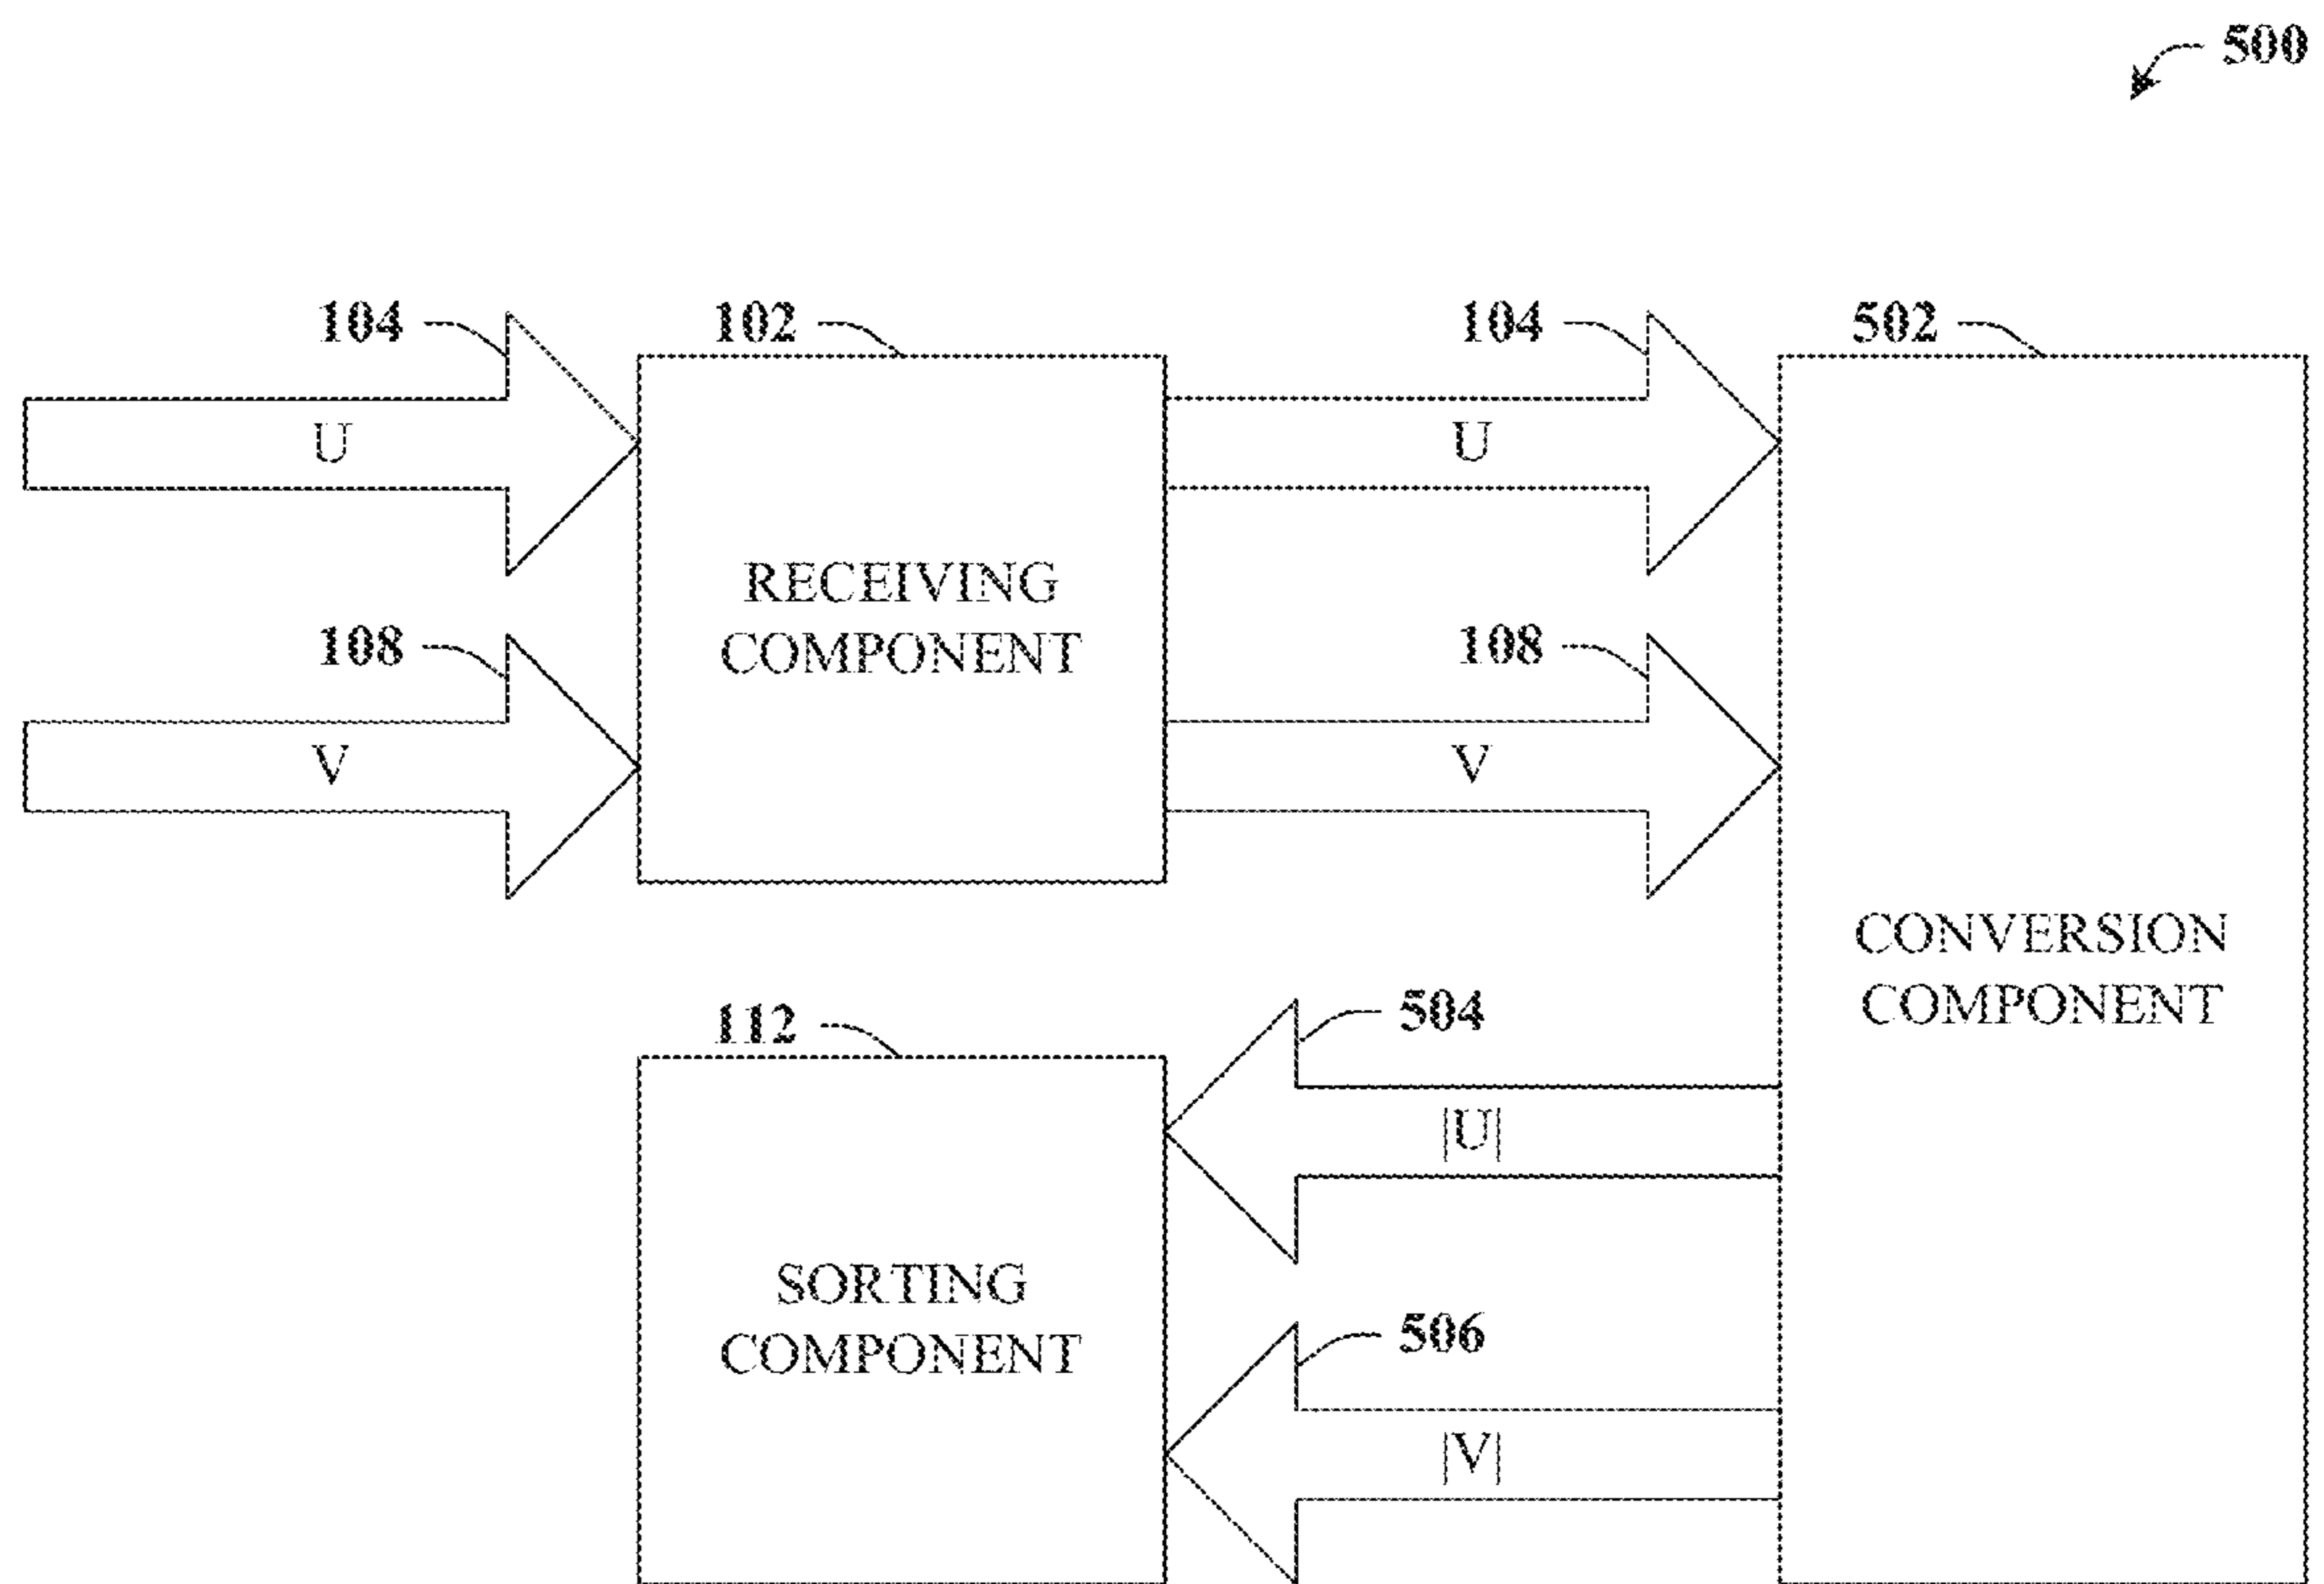 500
104
102
104
502
U
U
RECEIVING
COMPONENT
108
108
V
V
CONVERSION
COMPONENT
112
504
|U|
SORTING
COMPONENT
506
|V|